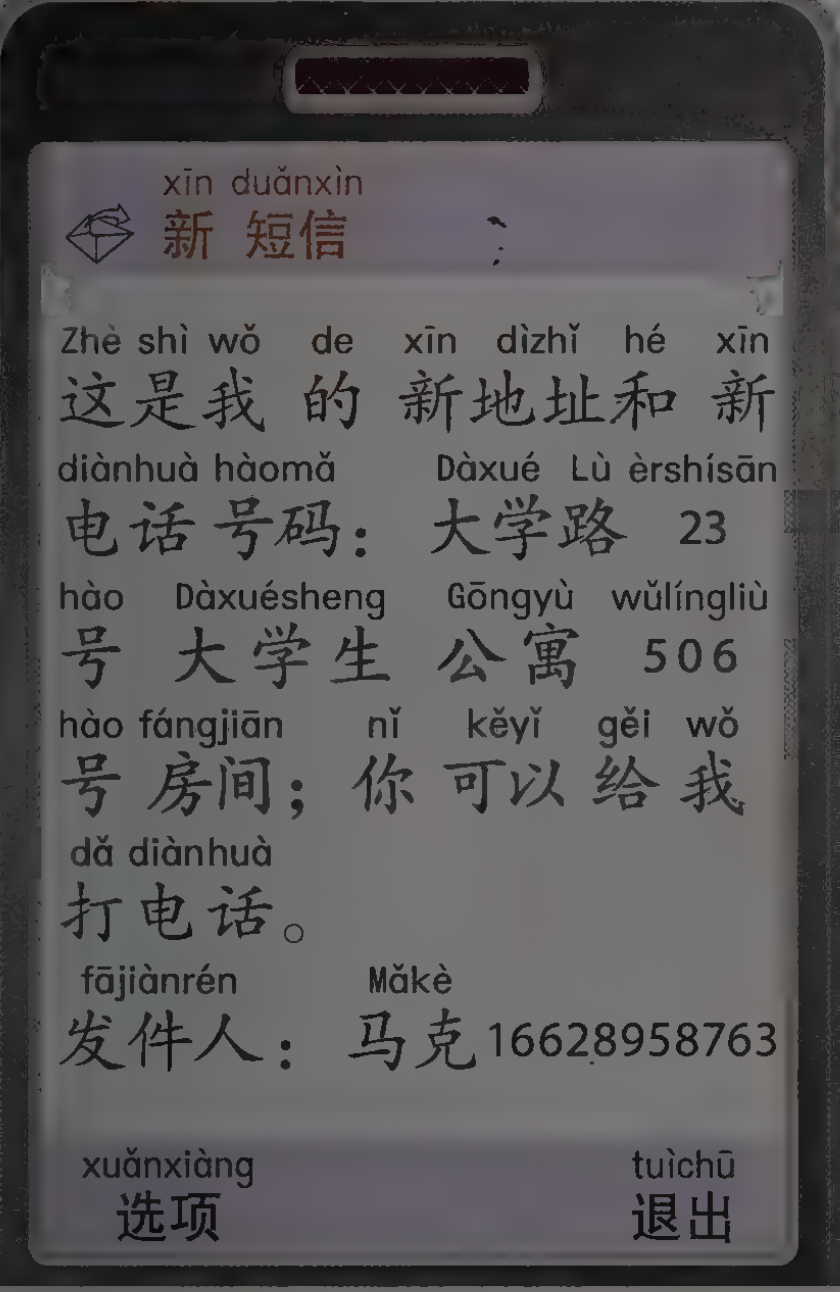 xīn duǎnxìn
新 短信
Zhè shì wǒ de xīn dìzhǐ hé xīn
这是我 的 新地址和 新
diànhuà hàomǎ Dàxué Lù èrshísān
电话号码： 大学路 23
hào Dàxuésheng Gōngyù wǔlíngliù
号 大学生 公寓 506
hào fángjiān nǐ kěyǐ gěi wǒ
号 房间；你 可以 给 我
dǎ diànhuà
打电话。
fājiànrén Mǎkè
发件人： 马克16628958763
xuǎnxiàng tuìchū
选项 退出